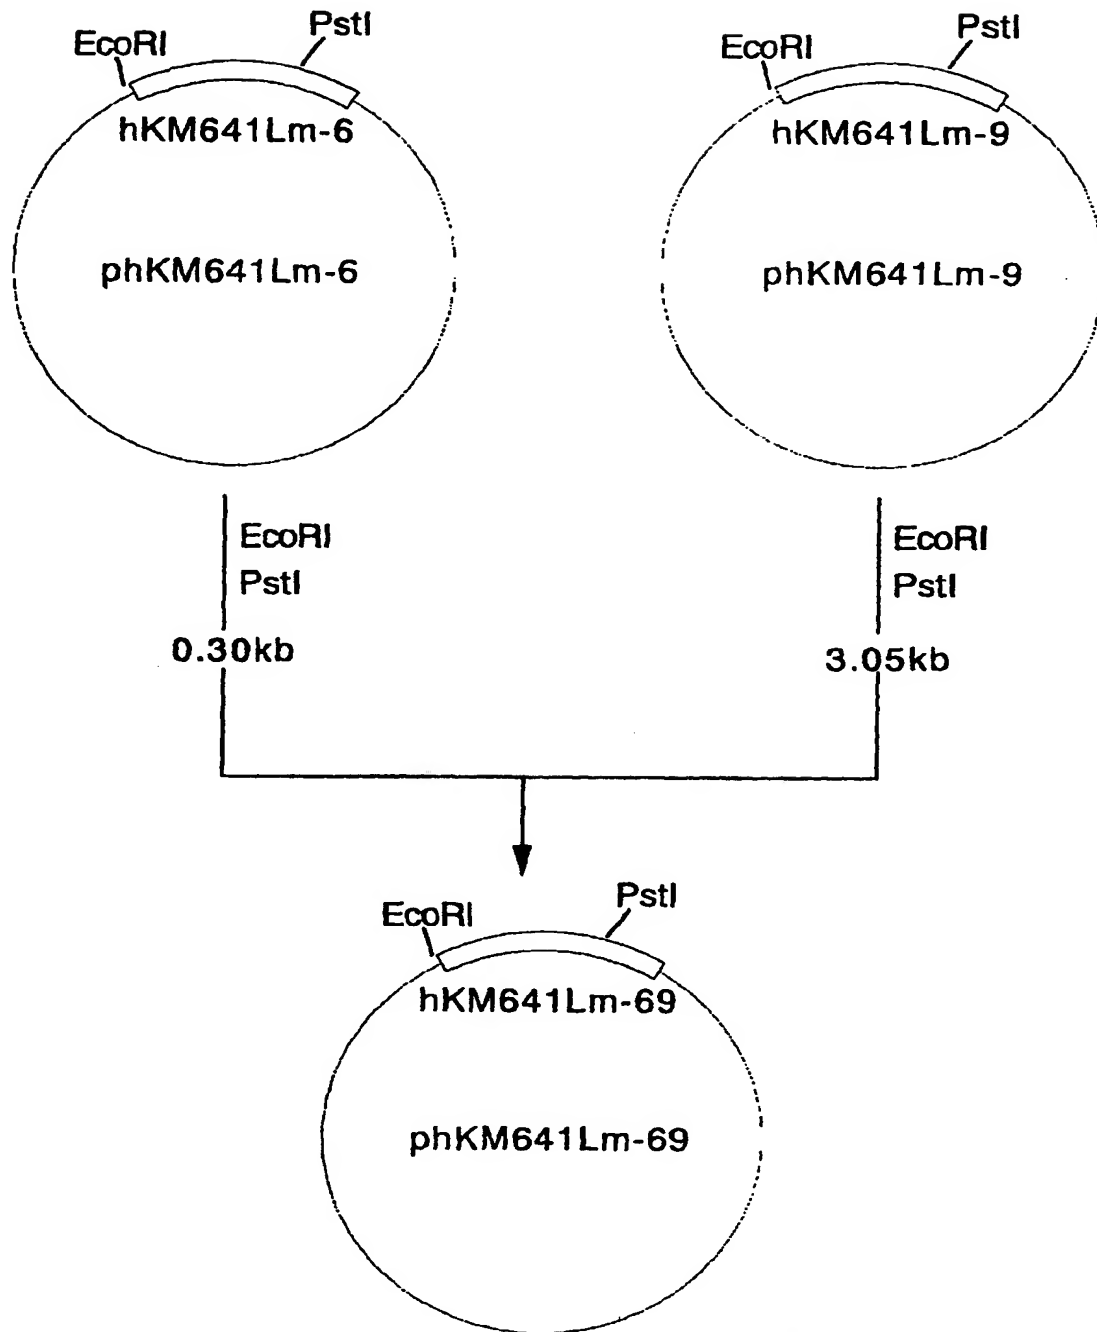 EcoRI
PstI
hKM641Lm-6
phKM641Lm-6
EcoRI
PstI
hKM641Lm-9
phKM641Lm-9
EcoRI
PstI
0.30kb
EcoRI
PstI
3.05kb
EcoRI
PstI
hKM641Lm-69
phKM641Lm-69